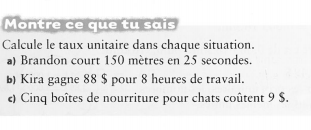 Montre ce que tu sais
Calcule le taux unitaire dans chaque situation.
a) Brandon court 150 mètres en 25 secondes.
b) Kira gagne 88 $ pour 8 heures de travail.
c) Cinq boîtes de nourriture pour chats coûtent 9 $.